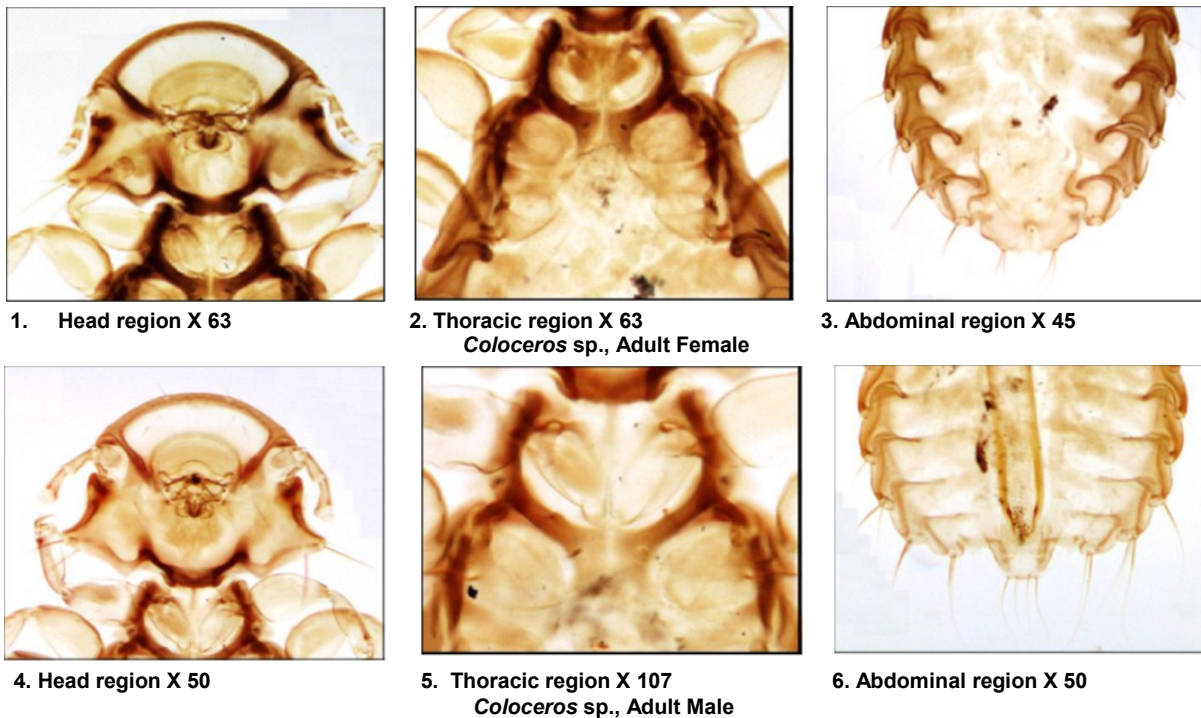 1. Head region X 63
2. Thoracic region X 63
Coloceros sp., Adult Female
3. Abdominal region X 45
4. Head region X 50
5. Thoracic region X 107
Coloceros sp., Adult Male
6. Abdominal region X 50